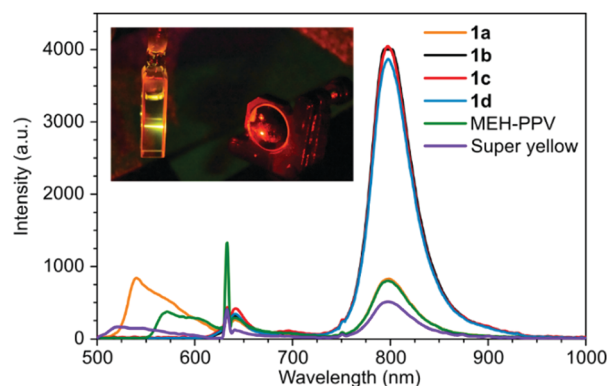 4000
3000
2000
1000
0
Intensity (a.u.)
1a
1b
1c
1d
MEH-PPV
Super yellow
500 600 700 800 900 1000
Wavelength (nm)